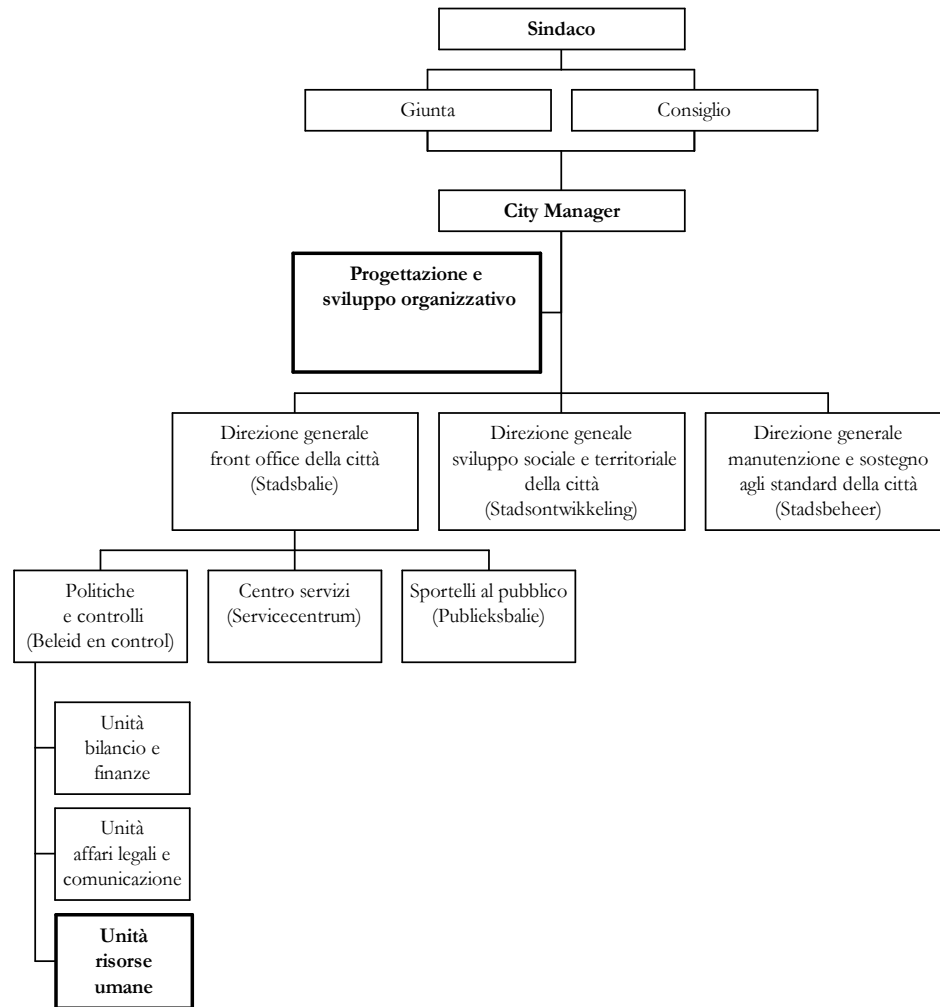 Sindaco
Giunta
Consiglio
City Manager
Progettazione e
sviluppo organizzativo
Direzione generale
front office della città
(Stadsbalie)
Direzione geneale
sviluppo sociale e territoriale
della città
(Stadsontwikkeling)
Direzione generale
manutenzione e sostegno
agli standard della città
(Stadsbeheer)
Politiche
e controlli
(Beleid en control)
Centro servizi
(Servicecentrum)
Sportelli al pubblico
(Publieksbalie)
Unità
bilancio e
finanze
Unità
affari legali e
comunicazione
Unità
risorse
umane